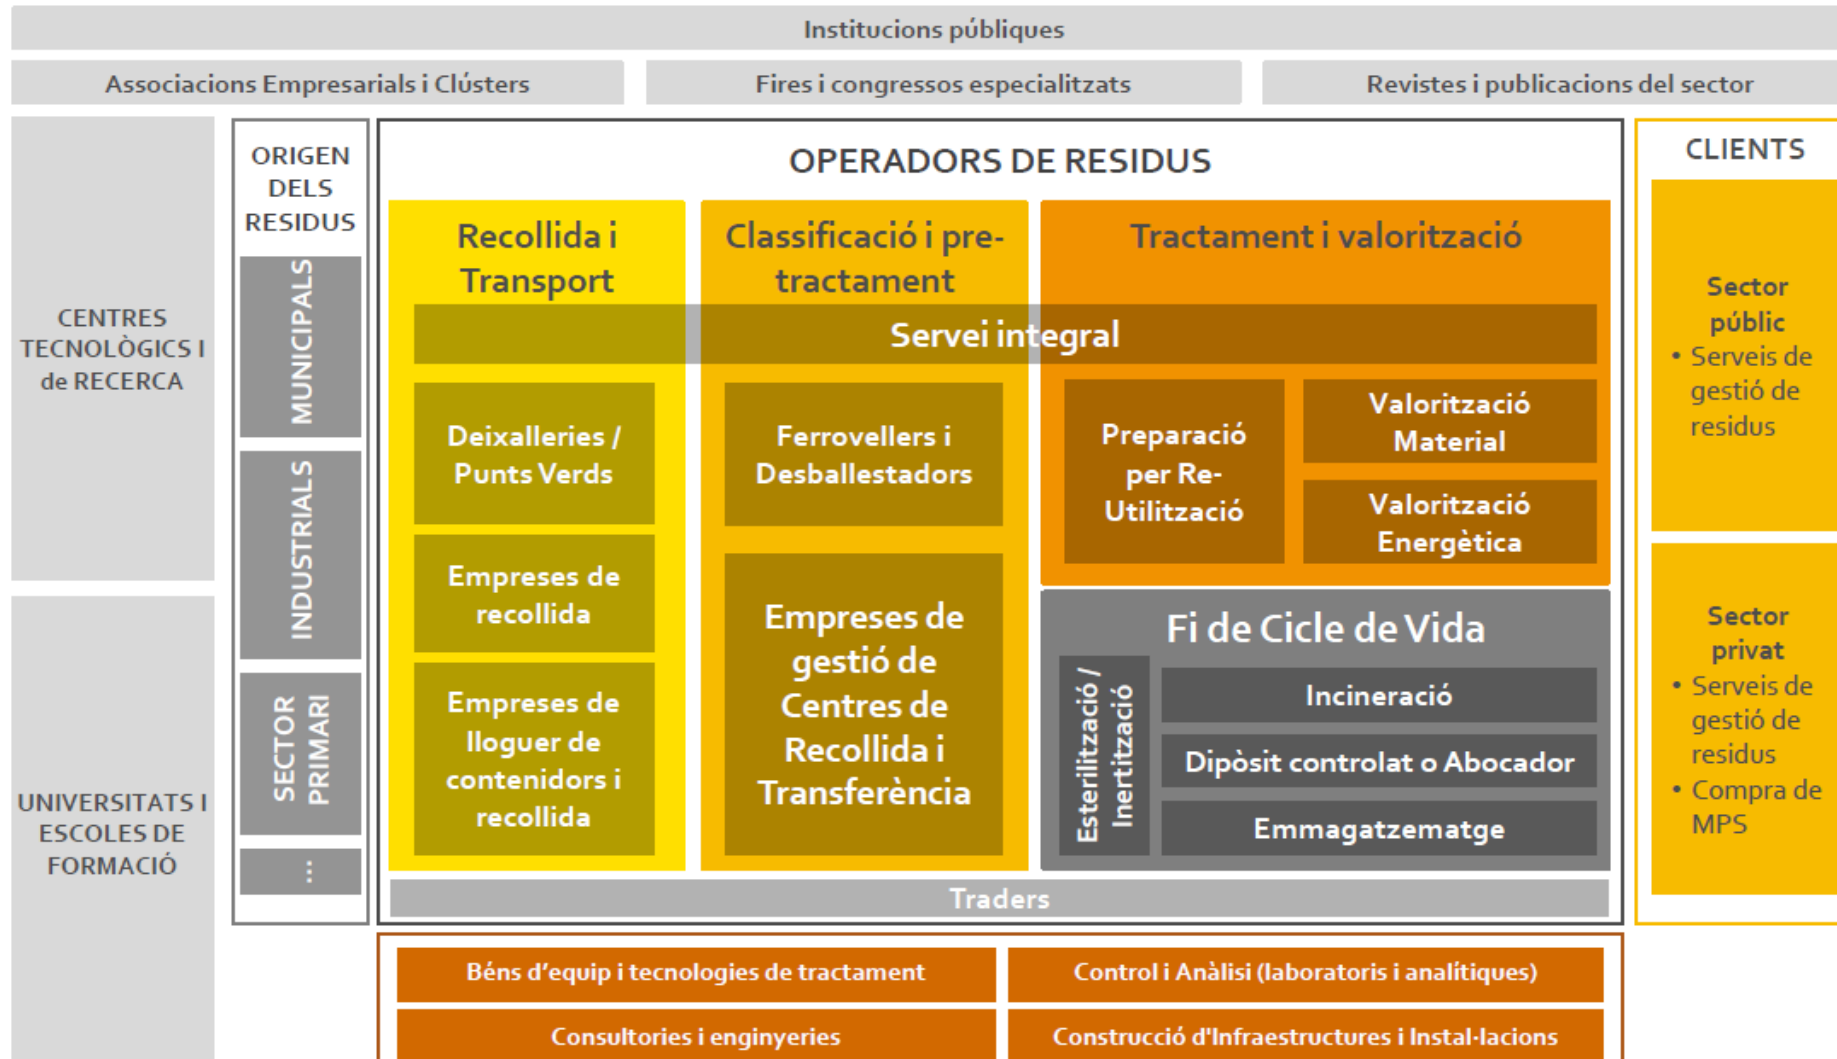 Institucions públiques
Associacions Empresarials i Clústers
Fires i congressos especialitzats
Revistes i publicacions del sector
CENTRES
TECNOLÒGICS I
de RECERCA
UNIVERSITATS I
ESCOLES DE
FORMACIÓ
ORIGEN
DELS
RESIDUS
MUNICIPALS
INDUSTRIALS
SECTOR
PRIMARI
...
OPERADORS DE RESIDUS
Recollida i
Transport
Classificació i pre-
tractament
Tractament i valorització
Servei integral
Deixalleries /
Punts Verds
Empreses de
recollida
Empreses de
lloguer de
contenidors i
recollida
Ferrovellers i
Desballestadors
Empreses de
gestió de
Centres de
Recollida i
Transferència
Preparació
per Re-
Utilització
Valorització
Material
Valorització
Energètica
Fi de Cicle de Vida
Esterilització /
Inertització
Incineració
Dipòsit controlat o Abocador
Emmagatzematge
Traders
CLIENTS
Sector
públic
• Serveis de
gestió de
residus
Sector
privat
• Serveis de
gestió de
residus
• Compra de
MPS
Béns d'equip i tecnologies de tractament
Control i Anàlisi (laboratoris i analítiques)
Consultories i enginyeries
Construcció d'Infraestructures i Instal·lacions